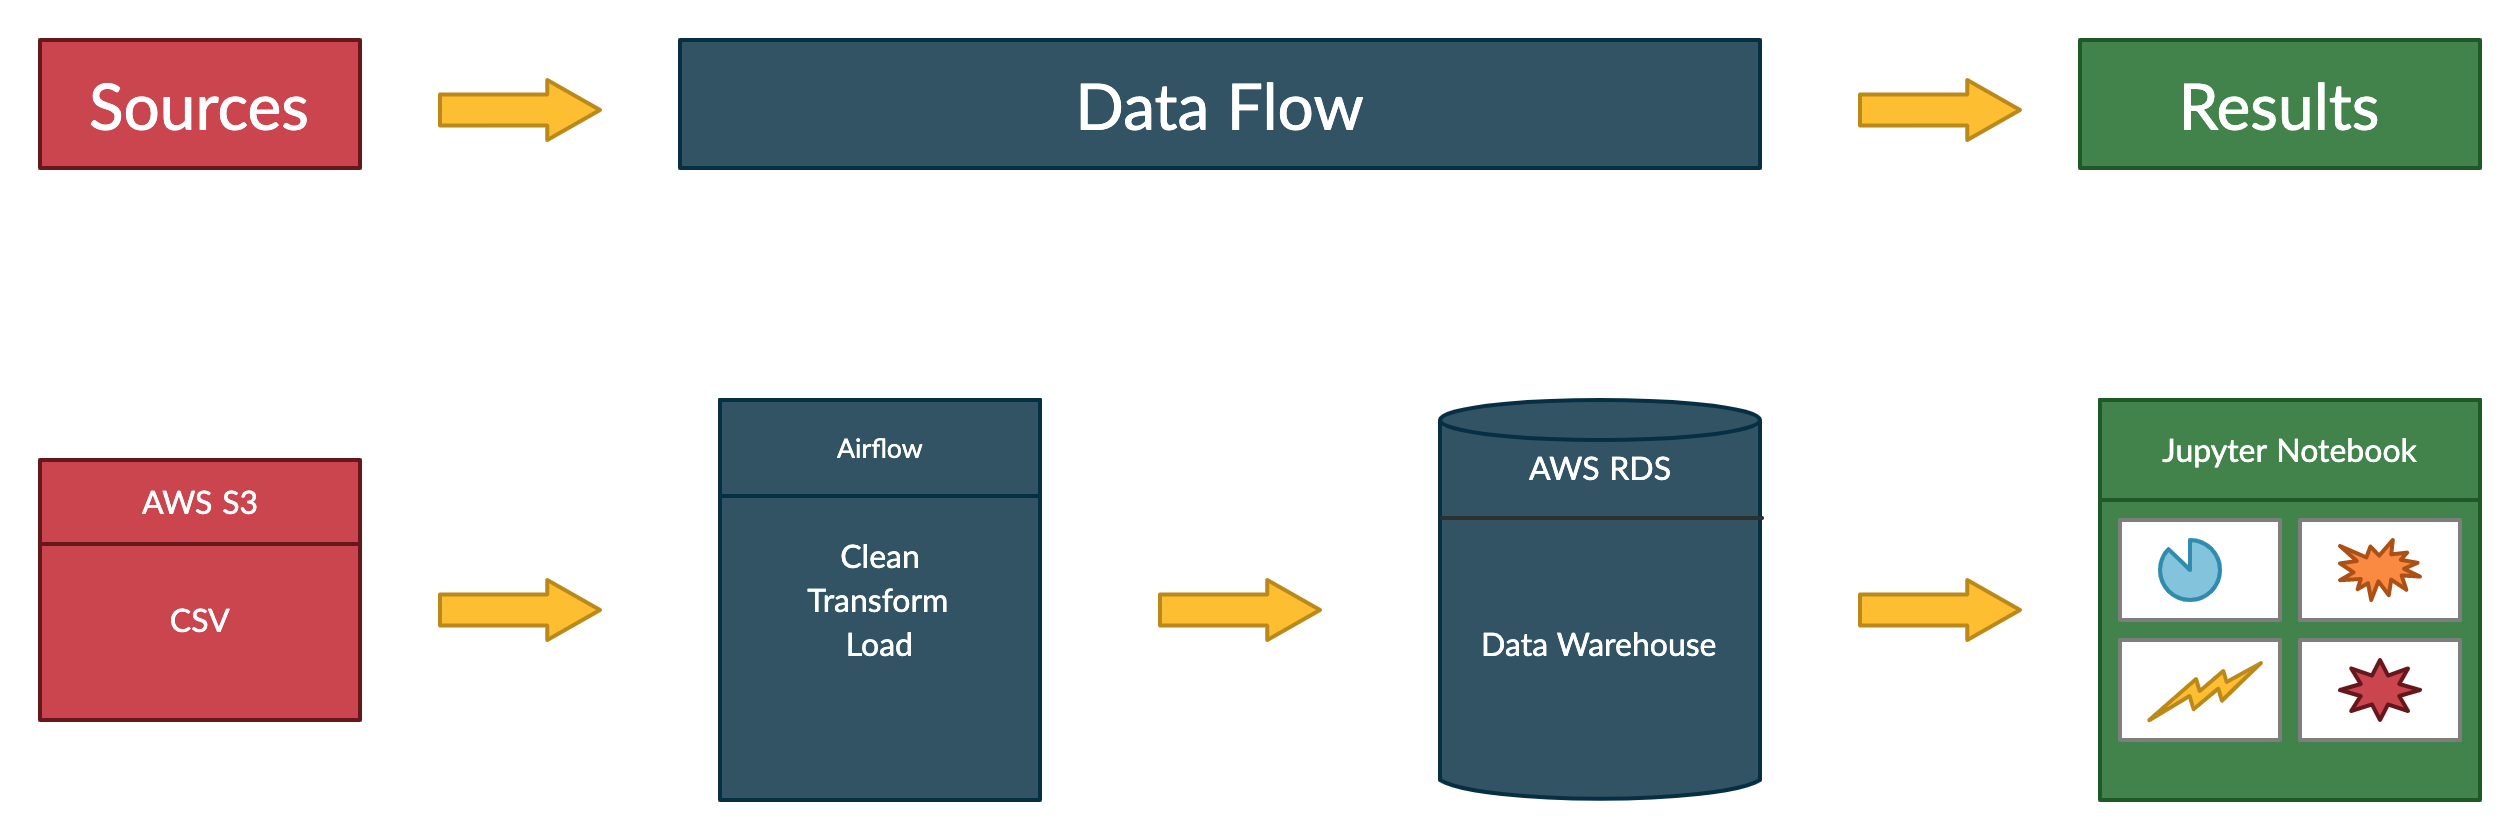 Sources
Data Flow
Results
AWS S3
CSV
Airflow
Clean
Transform
Load
AWS RDS
Data Warehouse
Jupyter Notebook